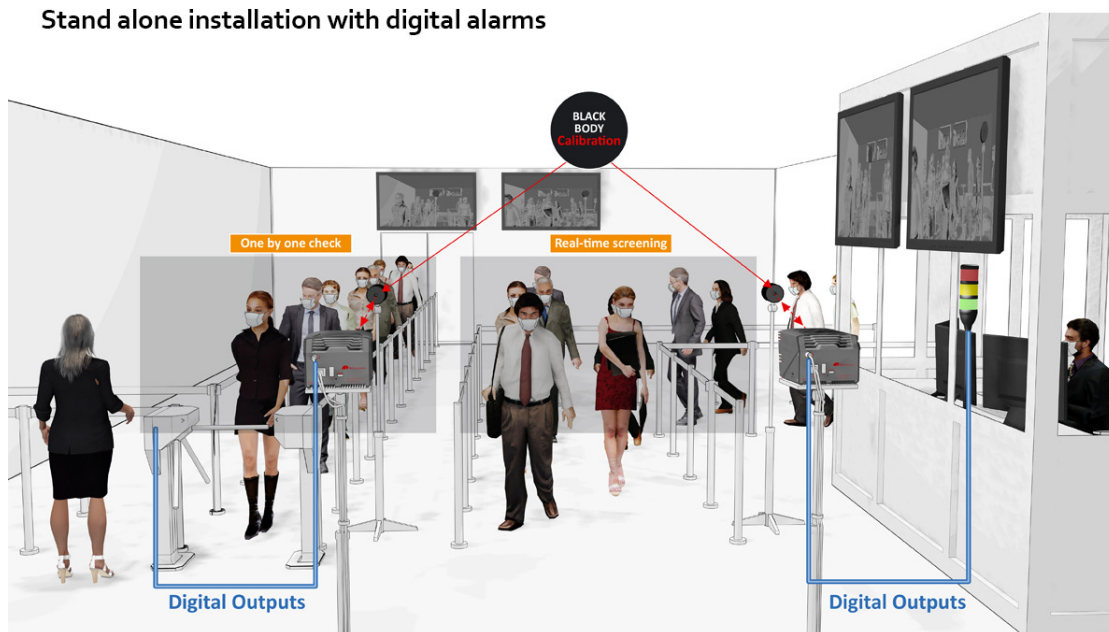 Stand alone installation with digital alarms
BLACK
BODY
Calibration
One by one check
Real-time screening
Digital Outputs
Digital Outputs